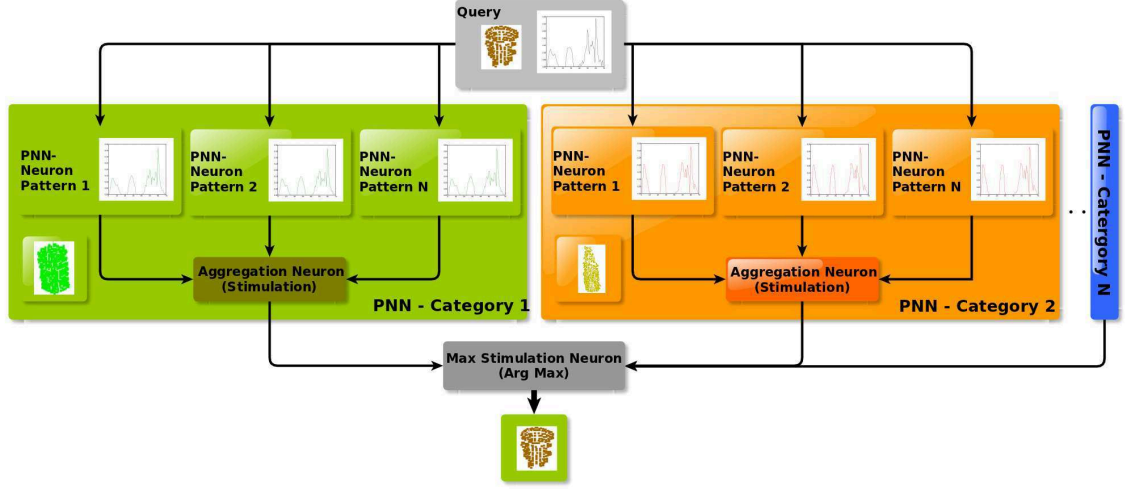 Query
PNN-
Neuron
Pattern 1
PNN-
Neuron
Pattern 2
PNN-
Neuron
Pattern N
Aggregation Neuron
(Stimulation)
PNN - Category 1
PNN-
Neuron
Pattern 1
PNN-
Neuron
Pattern 2
PNN-
Neuron
Pattern N
Aggregation Neuron
(Stimulation)
PNN - Category 2
. .
PNN - Catergory N
Max Stimulation Neuron
(Arg Max)